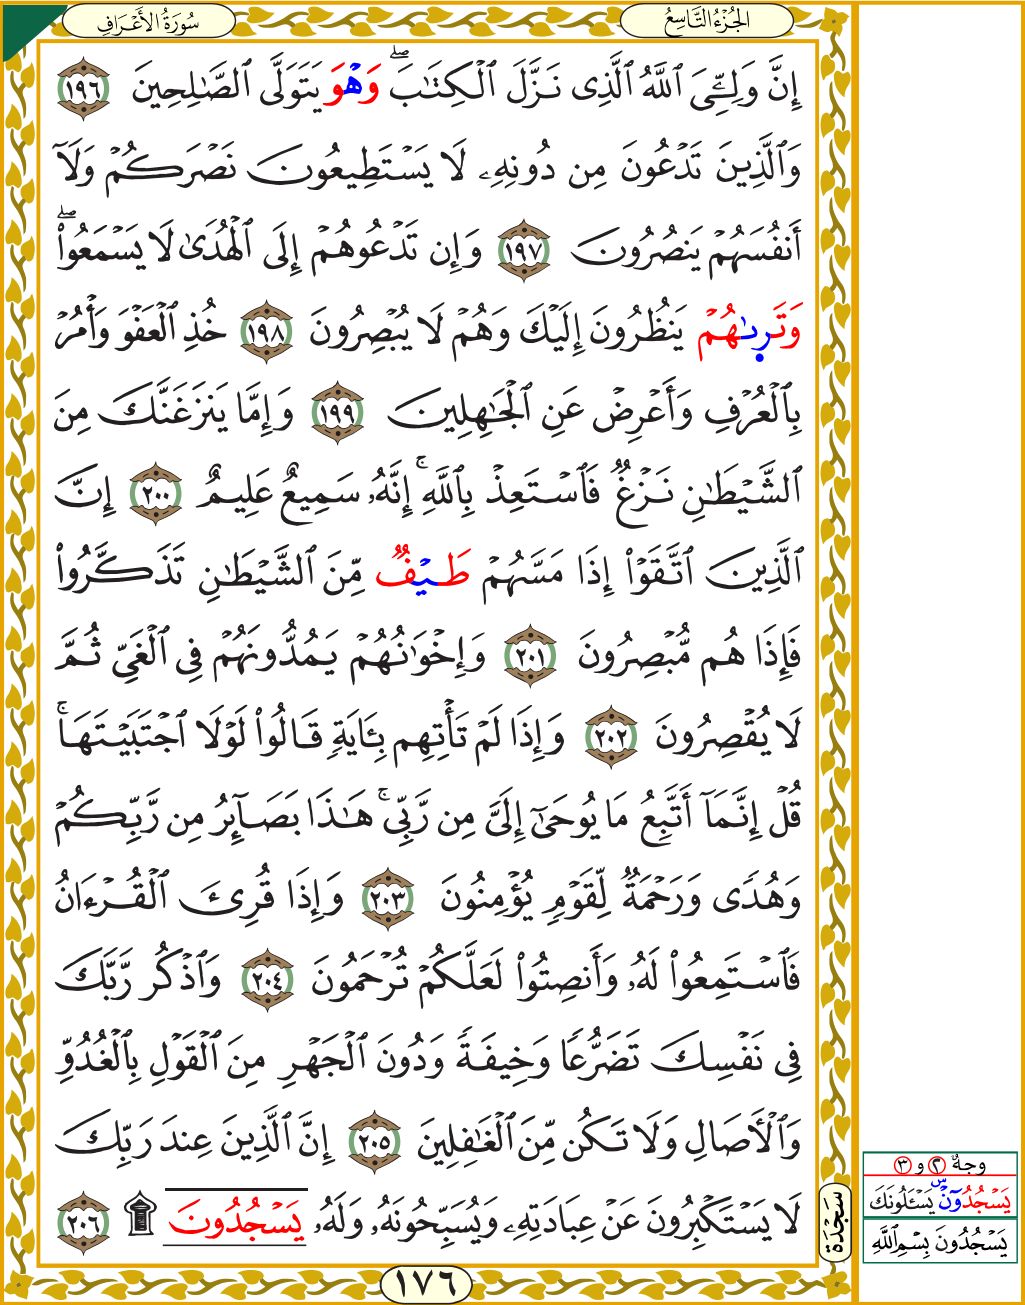 سُورَةُ الأَعْرَافِ
الجُزْءُ التَّاسِعُ
إِنَّ وَلِـِّۧيَ ٱللَّهُ ٱلَّذِى نَزَّلَ ٱلْكِتَـٰبَ ۖ وَهْوَ يَتَوَلَّى ٱلصَّـٰلِحِينَ ١٩٦
وَٱلَّذِينَ تَدْعُونَ مِن دُونِهِۦ لَا يَسْتَطِيعُونَ نَصْرَكُمْ وَلَآ
أَنفُسَهُمْ يَنصُرُونَ ١٩٧ وَإِن تَدْعُوهُمْ إِلَى ٱلْهُدَىٰ لَا يَسْمَعُوا۟ ۖ
وَتَرِىٰهُمْ يَنظُرُونَ إِلَيْكَ وَهُمْ لَا يُبْصِرُونَ ١٩٨ خُذِ ٱلْعَفْوَ وَأْمُرْ
بِٱلْعُرْفِ وَأَعْرِضْ عَنِ ٱلْجَـٰهِلِينَ ١٩٩ وَإِمَّا يَنزَغَنَّكَ مِنَ
ٱلشَّيْطَـٰنِ نَزْغٌ فَٱسْتَعِذْ بِٱللَّهِ ۚ إِنَّهُۥ سَمِيعٌ عَلِيمٌ ٢٠٠ إِنَّ
ٱلَّذِينَ ٱتَّقَوْا۟ إِذَا مَسَّهُمْ طَيْفٌ مِّنَ ٱلشَّيْطَـٰنِ تَذَكَّرُوا۟
فَإِذَا هُم مُّبْصِرُونَ ٢٠١ وَإِخْوَٰنُهُمْ يَمُدُّونَهُمْ فِى ٱلْغَىِّ ثُمَّ
لَا يُقْصِرُونَ ٢٠٢ وَإِذَا لَمْ تَأْتِهِم بِـَٔايَةٍ قَالُوا۟ لَوْلَا ٱجْتَبَيْتَهَا ۚ
قُلْ إِنَّمَآ أَتَّبِعُ مَا يُوحَىٰٓ إِلَىَّ مِن رَّبِّى ۚ هَـٰذَا بَصَآئِرُ مِن رَّبِّكُمْ
وَهُدًى وَرَحْمَةٌ لِّقَوْمٍ يُؤْمِنُونَ ٢٠٣ وَإِذَا قُرِئَ ٱلْقُرْءَانُ
فَٱسْتَمِعُوا۟ لَهُۥ وَأَنصِتُوا۟ لَعَلَّكُمْ تُرْحَمُونَ ٢٠٤ وَٱذْكُر رَّبَّكَ
فِى نَفْسِكَ تَضَرُّعًا وَخِيفَةً وَدُونَ ٱلْجَهْرِ مِنَ ٱلْقَوْلِ بِٱلْغُدُوِّ
وَٱلْـَٔاصَالِ وَلَا تَكُن مِّنَ ٱلْغَـٰفِلِينَ ٢٠٥ إِنَّ ٱلَّذِينَ عِندَ رَبِّكَ
لَا يَسْتَكْبِرُونَ عَنْ عِبَادَتِهِۦ وَيُسَبِّحُونَهُۥ وَلَهُۥ يَسْجُدُونَ ۩ ٢٠٦
سجدة
وجهٌ ٢ و ٣
يَسْجُدُونَ ۜ يَسْـَٔلُونَكَ
يَسْجُدُونَ بِسْمِ ٱللَّهِ
١٧٦